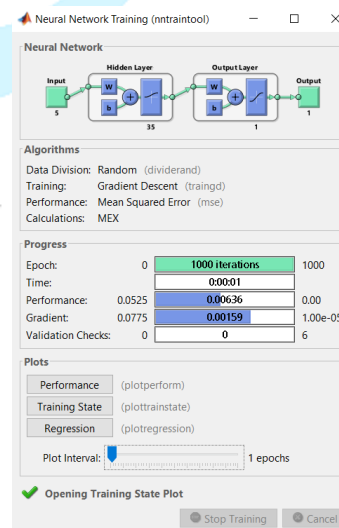 Neural Network Training (nntraintool)
Neural Network
Hidden Layer
Output Layer
Input
Output
W
W
b
b
5
35
1
1
Algorithms
Data Division: Random (dividerand)
Training: Gradient Descent (traingd)
Performance: Mean Squared Error (mse)
Calculations: MEX
Progress
Epoch: 0 1000 iterations 1000
Time: 0:00:01
Performance: 0.0525 0.00636 0.00
Gradient: 0.0775 0.00159 1.00e-05
Validation Checks: 0 0 6
Plots
Performance (plotperform)
Training State (plottrainstate)
Regression (plotregression)
Plot Interval: 1 epochs
Opening Training State Plot
Stop Training Cancel